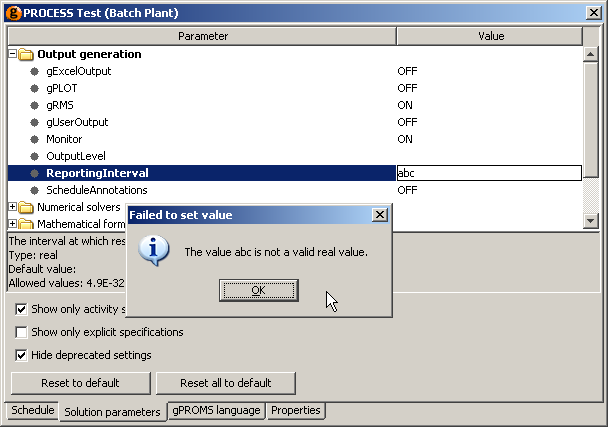 PROCESS Test (Batch Plant)
Parameter Value
Output generation
gExcelOutput OFF
gPLOT OFF
gRMS ON
gUserOutput OFF
Monitor ON
OutputLevel
ReportingInterval abc
ScheduleAnnotations OFF
Numerical solvers
Mathematical form
Failed to set value
The value abc is not a valid real value.
OK
The interval at which res
Type: real
Default value:
Allowed values: 4.9E-32
Show only activity s
Show only explicit specifications
Hide deprecated settings
Reset to default Reset all to default
Schedule Solution parameters gPROMS language Properties